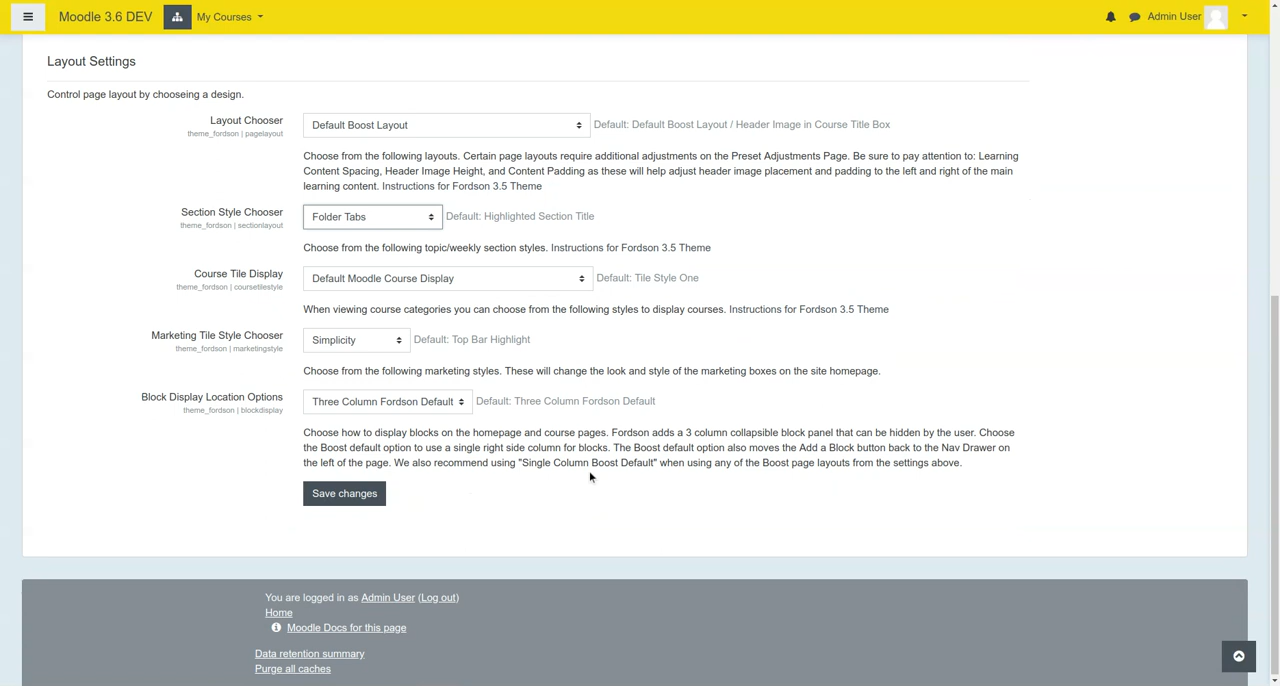 Moodle 3.6 DEV My Courses Admin User
Layout Settings
Control page layout by chooseing a design.
Layout Chooser Default Boost Layout Default: Default Boost Layout / Header Image in Course Title Box
theme_fordson | pagelayout
Choose from the following layouts. Certain page layouts require additional adjustments on the Preset Adjustments Page. Be sure to pay attention to: Learning
Content Spacing, Header Image Height, and Content Padding as these will help adjust header image placement and padding to the left and right of the main
learning content. Instructions for Fordson 3.5 Theme
Section Style Chooser Folder Tabs Default: Highlighted Section Title
theme_fordson | sectionlayout
Choose from the following topic/weekly section styles. Instructions for Fordson 3.5 Theme
Course Tile Display Default Moodle Course Display Default: Tile Style One
theme_fordson | coursetilestyle
When viewing course categories you can choose from the following styles to display courses. Instructions for Fordson 3.5 Theme
Marketing Tile Style Chooser Simplicity Default: Top Bar Highlight
theme_fordson | marketingstyle
Choose from the following marketing styles. These will change the look and style of the marketing boxes on the site homepage.
Block Display Location Options Three Column Fordson Default Default: Three Column Fordson Default
theme_fordson | blockdisplay
Choose how to display blocks on the homepage and course pages. Fordson adds a 3 column collapsible block panel that can be hidden by the user. Choose
the Boost default option to use a single right side column for blocks. The Boost default option also moves the Add a Block button back to the Nav Drawer on
the left of the page. We also recommend using "Single Column Boost Default" when using any of the Boost page layouts from the settings above.
Save changes
You are logged in as Admin User (Log out)
Home
Moodle Docs for this page
Data retention summary
Purge all caches